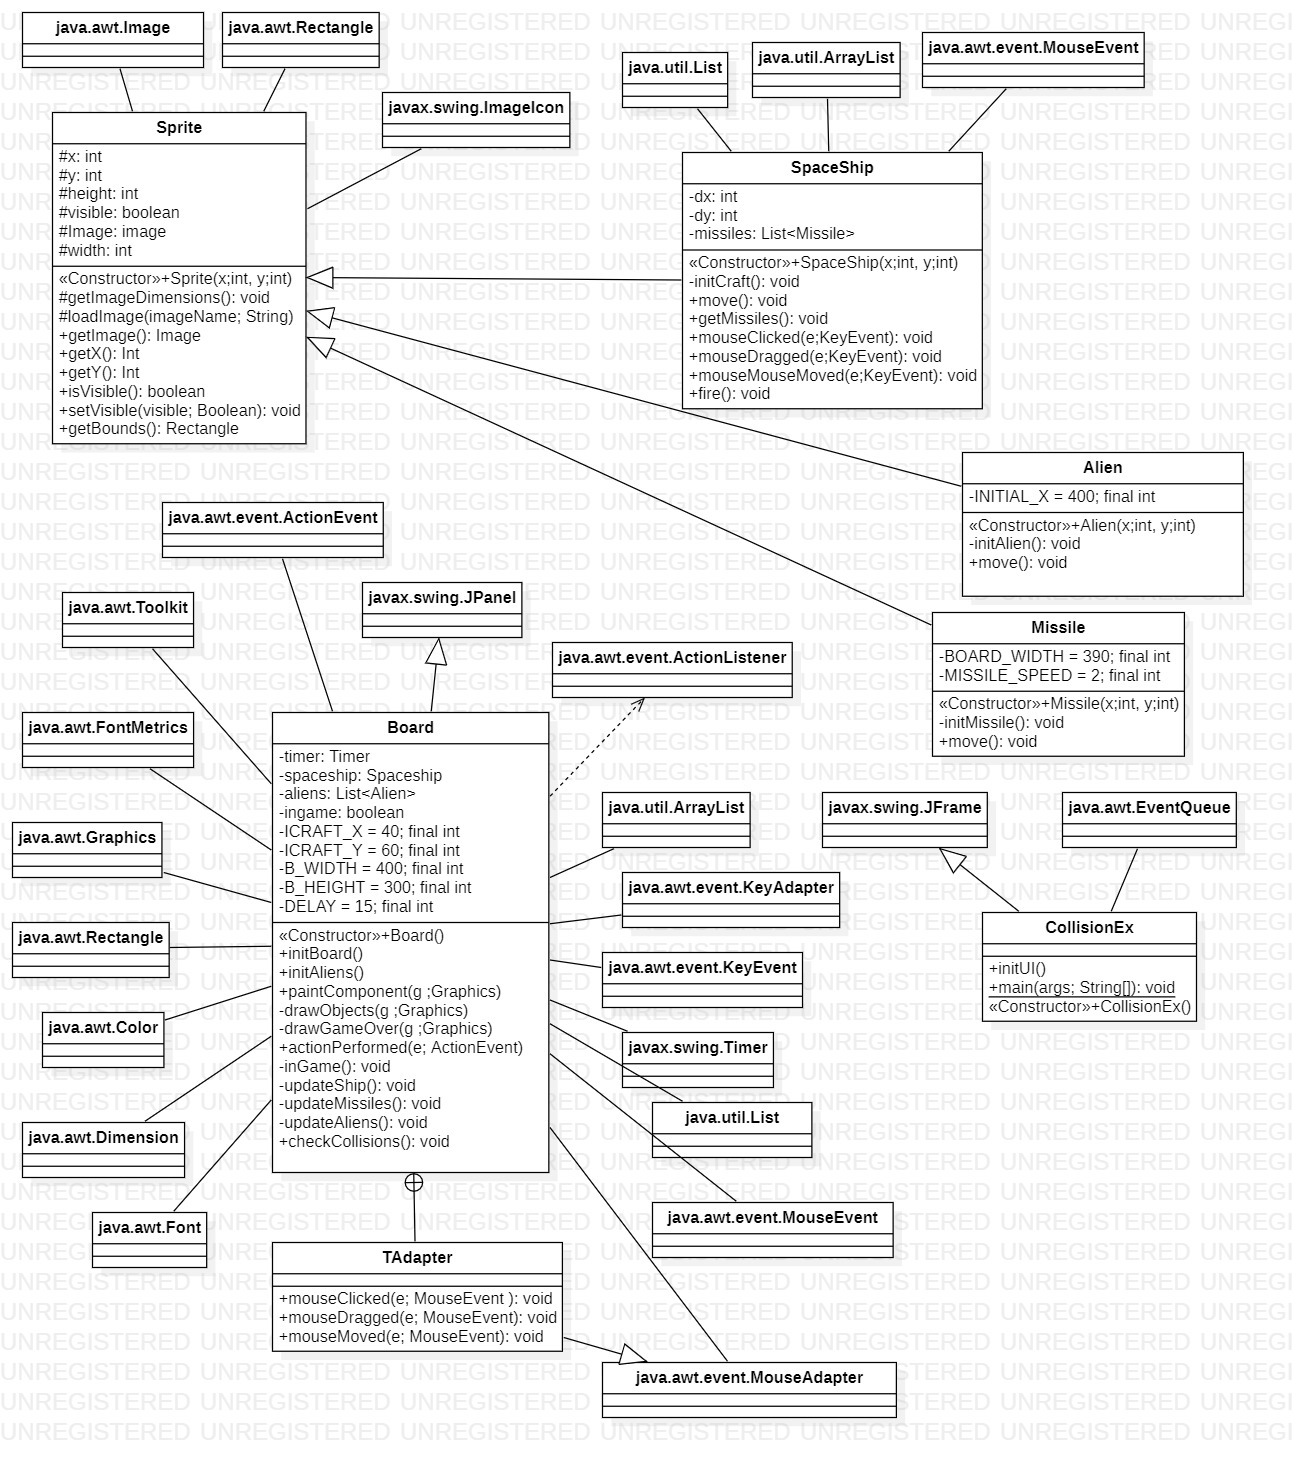 java.awt.Image
java.awt.Rectangle
java.util.List
java.util.ArrayList
java.awt.event.MouseEvent
javax.swing.ImageIcon
Sprite
#x: int
#y: int
#height: int
#visible: boolean
#Image: image
#width: int
«Constructor»+Sprite(x;int, y;int)
#getImageDimensions(): void
#loadImage(imageName; String)
+getImage(): Image
+getX(): Int
+getY(): Int
+isVisible(): boolean
+setVisible(visible; Boolean): void
+getBounds(): Rectangle
SpaceShip
-dx: int
-dy: int
-missiles: List<Missile>
«Constructor»+SpaceShip(x;int, y;int)
-initCraft(): void
+move(): void
+getMissiles(): void
+mouseClicked(e;KeyEvent): void
+mouseDragged(e;KeyEvent): void
+mouseMouseMoved(e;KeyEvent): void
+fire(): void
Alien
-INITIAL_X = 400; final int
«Constructor»+Alien(x;int, y;int)
-initAlien(): void
+move(): void
Missile
-BOARD_WIDTH = 390; final int
-MISSILE_SPEED = 2; final int
«Constructor»+Missile(x;int, y;int)
-initMissile(): void
+move(): void
java.awt.event.ActionEvent
javax.swing.JPanel
java.awt.Toolkit
java.awt.event.ActionListener
java.awt.FontMetrics
java.awt.Graphics
java.awt.Rectangle
java.awt.Color
java.awt.Dimension
java.awt.Font
Board
-timer: Timer
-spaceship: Spaceship
-aliens: List<Alien>
-ingame: boolean
-ICRAFT_X = 40; final int
-ICRAFT_Y = 60; final int
-B_WIDTH = 400; final int
-B_HEIGHT = 300; final int
-DELAY = 15; final int
«Constructor»+Board()
+initBoard()
+initAliens()
+paintComponent(g ;Graphics)
-drawObjects(g ;Graphics)
-drawGameOver(g ;Graphics)
+actionPerformed(e; ActionEvent)
-inGame(): void
-updateShip(): void
-updateMissiles(): void
-updateAliens(): void
+checkCollisions(): void
java.util.ArrayList
java.awt.event.KeyAdapter
java.awt.event.KeyEvent
javax.swing.Timer
java.util.List
java.awt.event.MouseEvent
javax.swing.JFrame
java.awt.EventQueue
CollisionEx
+initUI()
+main(args; String[]): void
«Constructor»+CollisionEx()
TAdapter
+mouseClicked(e; MouseEvent ): void
+mouseDragged(e; MouseEvent): void
+mouseMoved(e; MouseEvent): void
java.awt.event.MouseAdapter